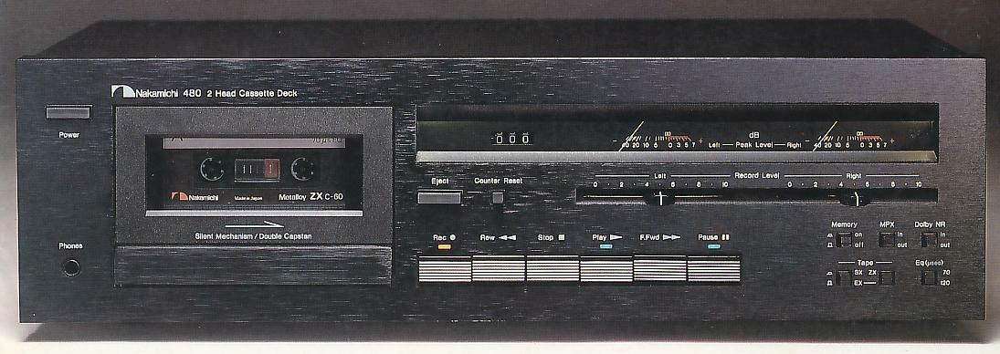 Nakamichi 480 2 Head Cassette Deck
Power
70μsec
Nakamichi Made in Japan Metalloy ZX C-60
Silent Mechanism / Double Capstan
Phones
000
dB
40 20 10 5 0 3 5 7 +
Left — Peak Level — Right
40 20 10 5 0 3 5 7 +
Eject
Counter Reset
Left Record Level Right
0 2 4 6 8 10
0 2 4 6 8 10
Rec
Rew
Stop
Play
F.Fwd
Pause
Memory
on
off
MPX
in
out
Dolby NR
in
out
Tape
SX ZX
EX
Eq (μsec)
70
120